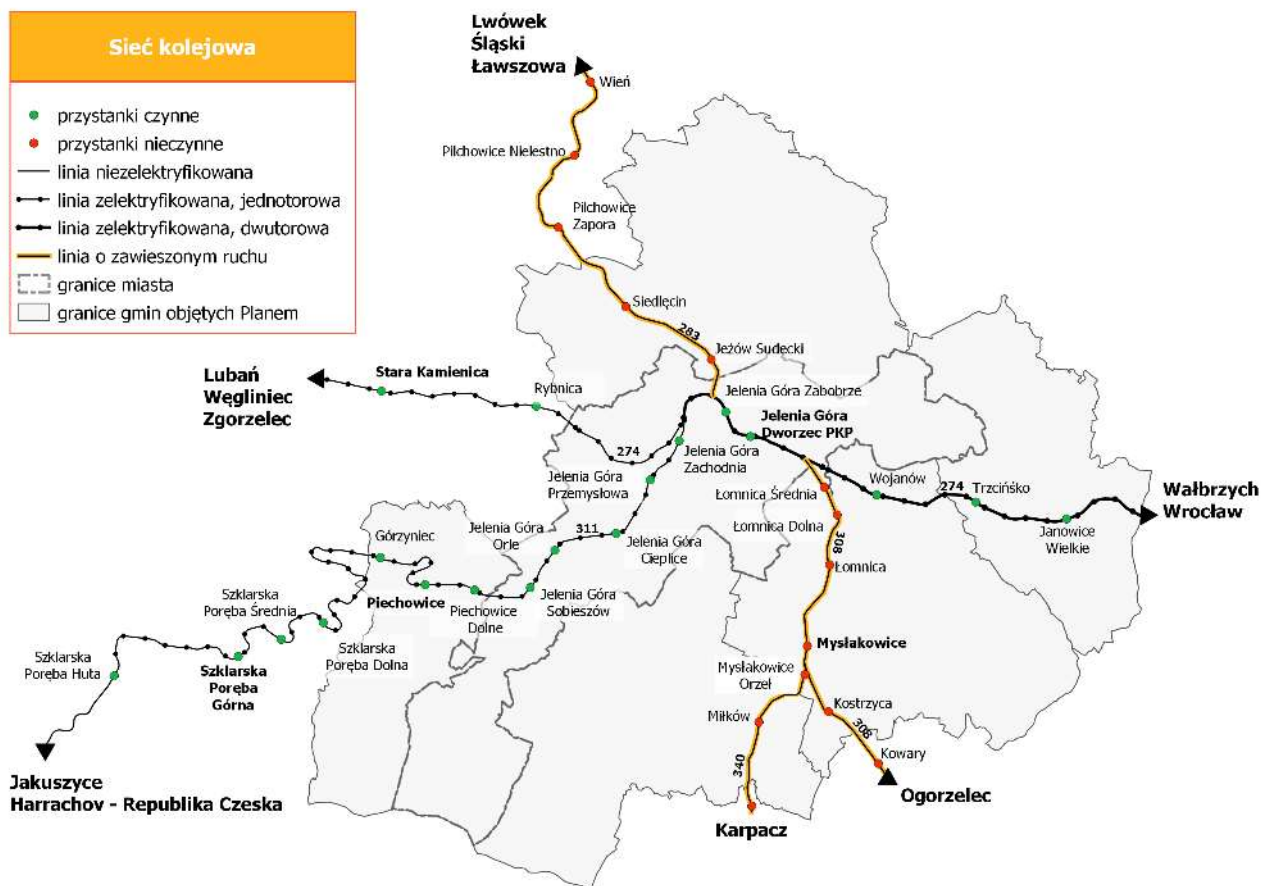 Sieć kolejowa
przystanki czynne
przystanki nieczynne
linia niezelektryfikowana
linia zelektryfikowana, jednotorowa
linia zelektryfikowana, dwutorowa
linia o zawieszonym ruchu
granice miasta
granice gmin objętych Planem
Lwówek
Śląski
Ławszowa
Wień
Pilchowice Nielestno
Pilchowice
Zapora
Siedlęcin
283
Jeżów Sudecki
Stara Kamienica
Rybnica
Jelenia Góra Zabobrze
Lubań
Węgliniec
Zgorzelec
Jelenia Góra
Dworzec PKP
274
Jelenia Góra
Zachodnia
Jelenia Góra
Przemysłowa
Łomnica Średnia
Wojanów
274
Trzcińsko
Wałbrzych
Wrocław
Łomnica Dolna
Janowice
Wielkie
Jelenia Góra
Orle
311
Jelenia Góra
Cieplice
308
Górzyniec
Łomnica
Szklarska
Poręba Średnia
Piechowice
Piechowice
Dolne
Jelenia Góra
Sobieszów
Szklarska
Poręba Huta
Szklarska
Poręba
Górna
Szklarska
Poręba Dolna
Mysłakowice
Mysłakowice
Orzeł
Miłków
Kostrzyca
308
Kowary
340
Jakuszyce
Harrachov - Republika Czeska
Ogorzelec
Karpacz